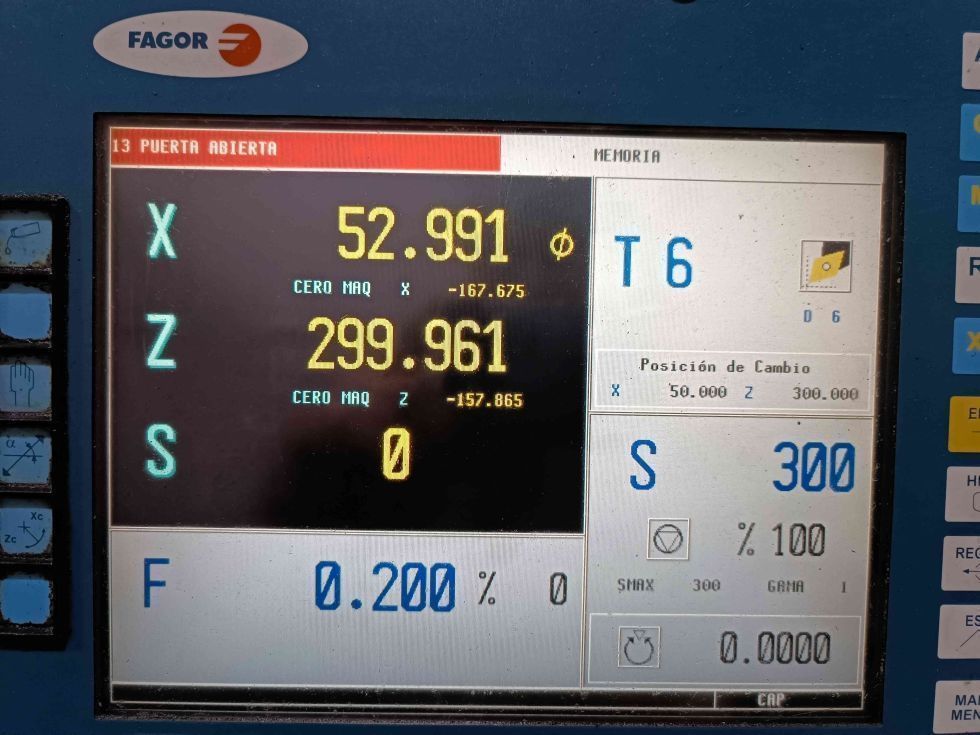 FAGOR
13 PUERTA ABIERTA
MEMORIA
X 52.991 ϕ
CERO MAQ X -167.675
Z 299.961
CERO MAQ Z -157.865
S 0
F 0.200 % 0
T 6
D 6
Posición de Cambio
X 50.000 Z 300.000
S 300
% 100
SMAX 300 GAMA 1
0.0000
CAP
α
Xc
Zc